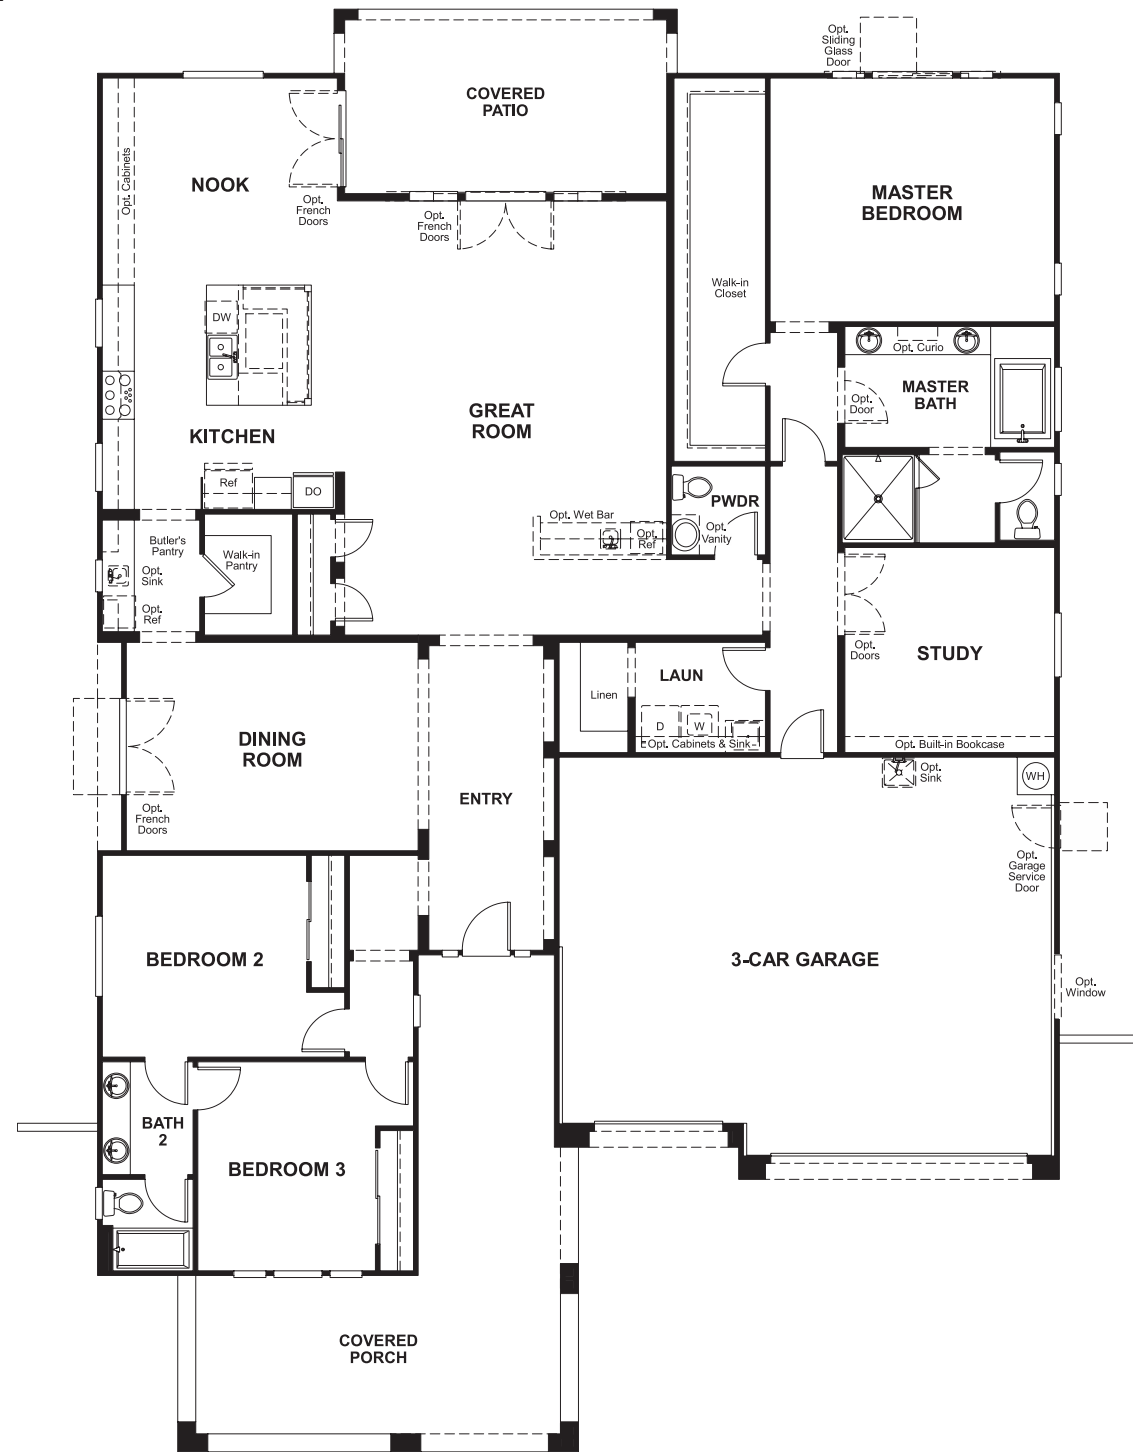 Opt.
Sliding
Glass
Door
COVERED
PATIO
NOOK
Opt. Cabinets
Opt.
French
Doors
Opt.
French
Doors
MASTER
BEDROOM
Walk-in
Closet
DW
Opt. Curio
MASTER
BATH
Opt.
Door
GREAT
ROOM
KITCHEN
Ref
DO
PWDR
Opt.
Vanity
Opt. Wet Bar
Opt.
Ref
Butler's
Pantry
Opt.
Sink
Opt.
Ref
Walk-in
Pantry
Opt.
Doors
STUDY
LAUN
Linen
D
W
Opt. Cabinets & Sink
Opt. Built-in Bookcase
DINING
ROOM
Opt.
French
Doors
ENTRY
Opt.
Sink
WH
Opt.
Garage
Service
Door
BEDROOM 2
3-CAR GARAGE
Opt.
Window
BATH
2
BEDROOM 3
COVERED
PORCH